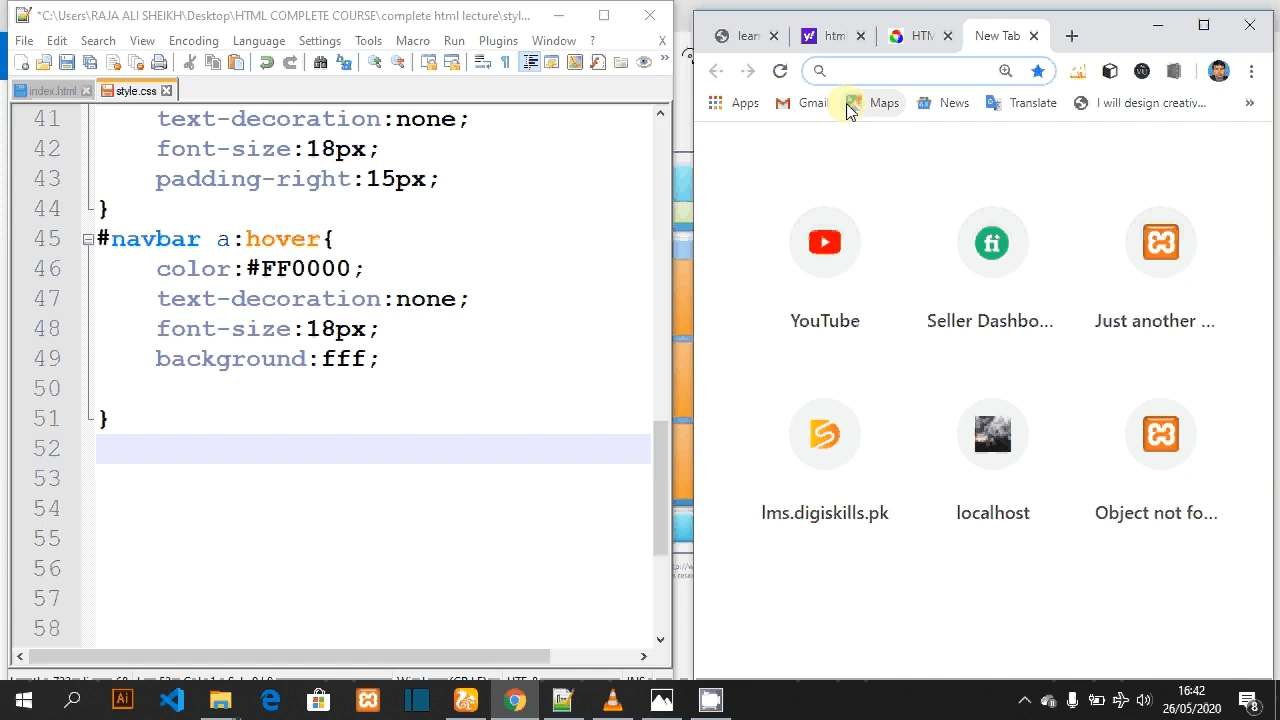 *C:\Users\RAJA ALI SHEIKH\Desktop\HTML COMPLETE COURSE\complete html lecture\styl...
File Edit Search View Encoding Language Settings Tools Macro Run Plugins Window ? X
index.html style.css
41 text-decoration:none;
42 font-size:18px;
43 padding-right:15px;
44 }
45 #navbar a:hover{
46 color:#FF0000;
47 text-decoration:none;
48 font-size:18px;
49 background:fff;
50
51 }
52
53
54
55
56
57
58
learn htm HTM New Tab
Apps Gmail Maps News Translate I will design creativ... »
YouTube Seller Dashbo... Just another ...
lms.digiskills.pk localhost Object not fo...
16:42
26/05/2020